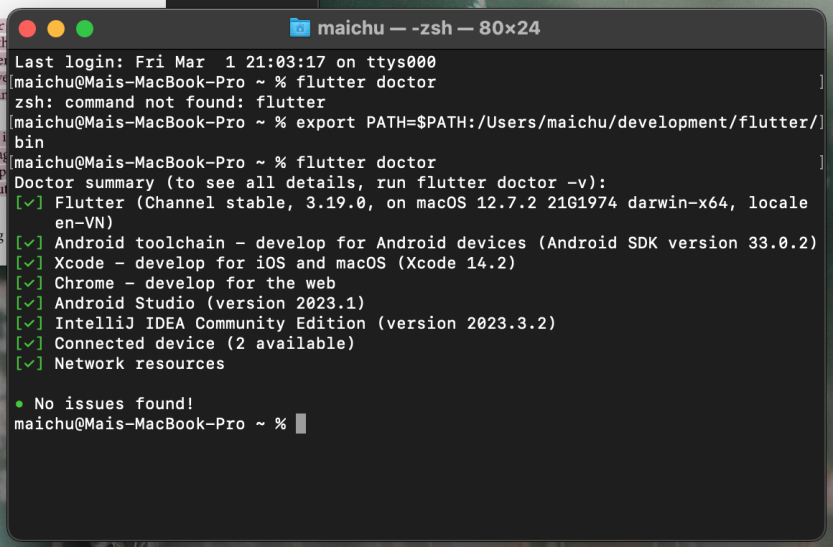 maichu — -zsh — 80×24
Last login: Fri Mar  1 21:03:17 on ttys000
[maichu@Mais-MacBook-Pro ~ % flutter doctor ]
zsh: command not found: flutter
[maichu@Mais-MacBook-Pro ~ % export PATH=$PATH:/Users/maichu/development/flutter/]
bin
[maichu@Mais-MacBook-Pro ~ % flutter doctor ]
Doctor summary (to see all details, run flutter doctor -v):
[✓] Flutter (Channel stable, 3.19.0, on macOS 12.7.2 21G1974 darwin-x64, locale
en-VN)
[✓] Android toolchain - develop for Android devices (Android SDK version 33.0.2)
[✓] Xcode - develop for iOS and macOS (Xcode 14.2)
[✓] Chrome - develop for the web
[✓] Android Studio (version 2023.1)
[✓] IntelliJ IDEA Community Edition (version 2023.3.2)
[✓] Connected device (2 available)
[✓] Network resources
• No issues found!
maichu@Mais-MacBook-Pro ~ %